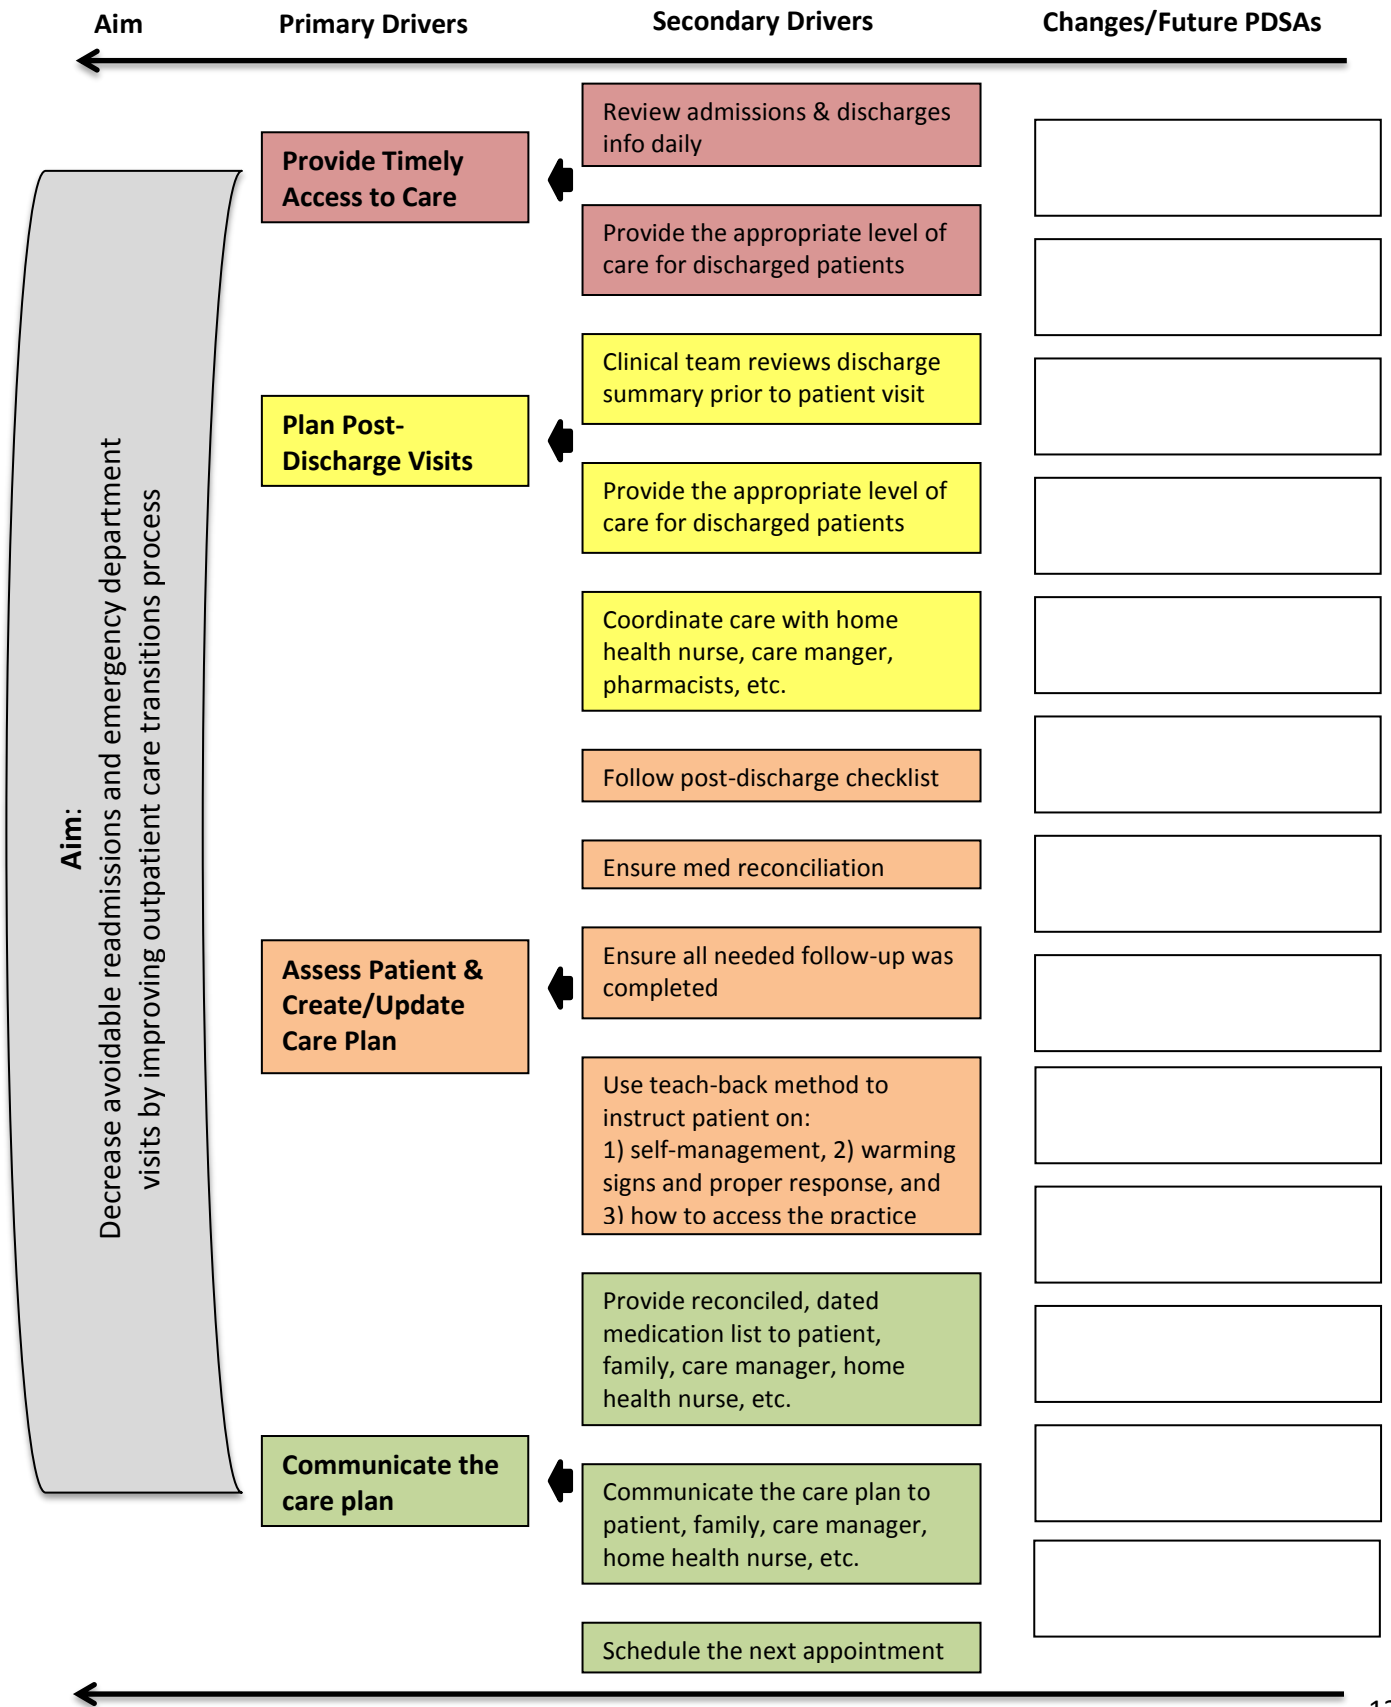 Aim
Primary Drivers
Secondary Drivers
Changes/Future PDSAs
Aim:
Decrease avoidable readmissions and emergency department
visits by improving outpatient care transitions process
Provide Timely
Access to Care
Review admissions & discharges
info daily
Provide the appropriate level of
care for discharged patients
Plan Post-
Discharge Visits
Clinical team reviews discharge
summary prior to patient visit
Provide the appropriate level of
care for discharged patients
Coordinate care with home
health nurse, care manger,
pharmacists, etc.
Assess Patient &
Create/Update
Care Plan
Follow post-discharge checklist
Ensure med reconciliation
Ensure all needed follow-up was
completed
Use teach-back method to
instruct patient on:
1) self-management, 2) warming
signs and proper response, and
3) how to access the practice
Communicate the
care plan
Provide reconciled, dated
medication list to patient,
family, care manager, home
health nurse, etc.
Communicate the care plan to
patient, family, care manager,
home health nurse, etc.
Schedule the next appointment